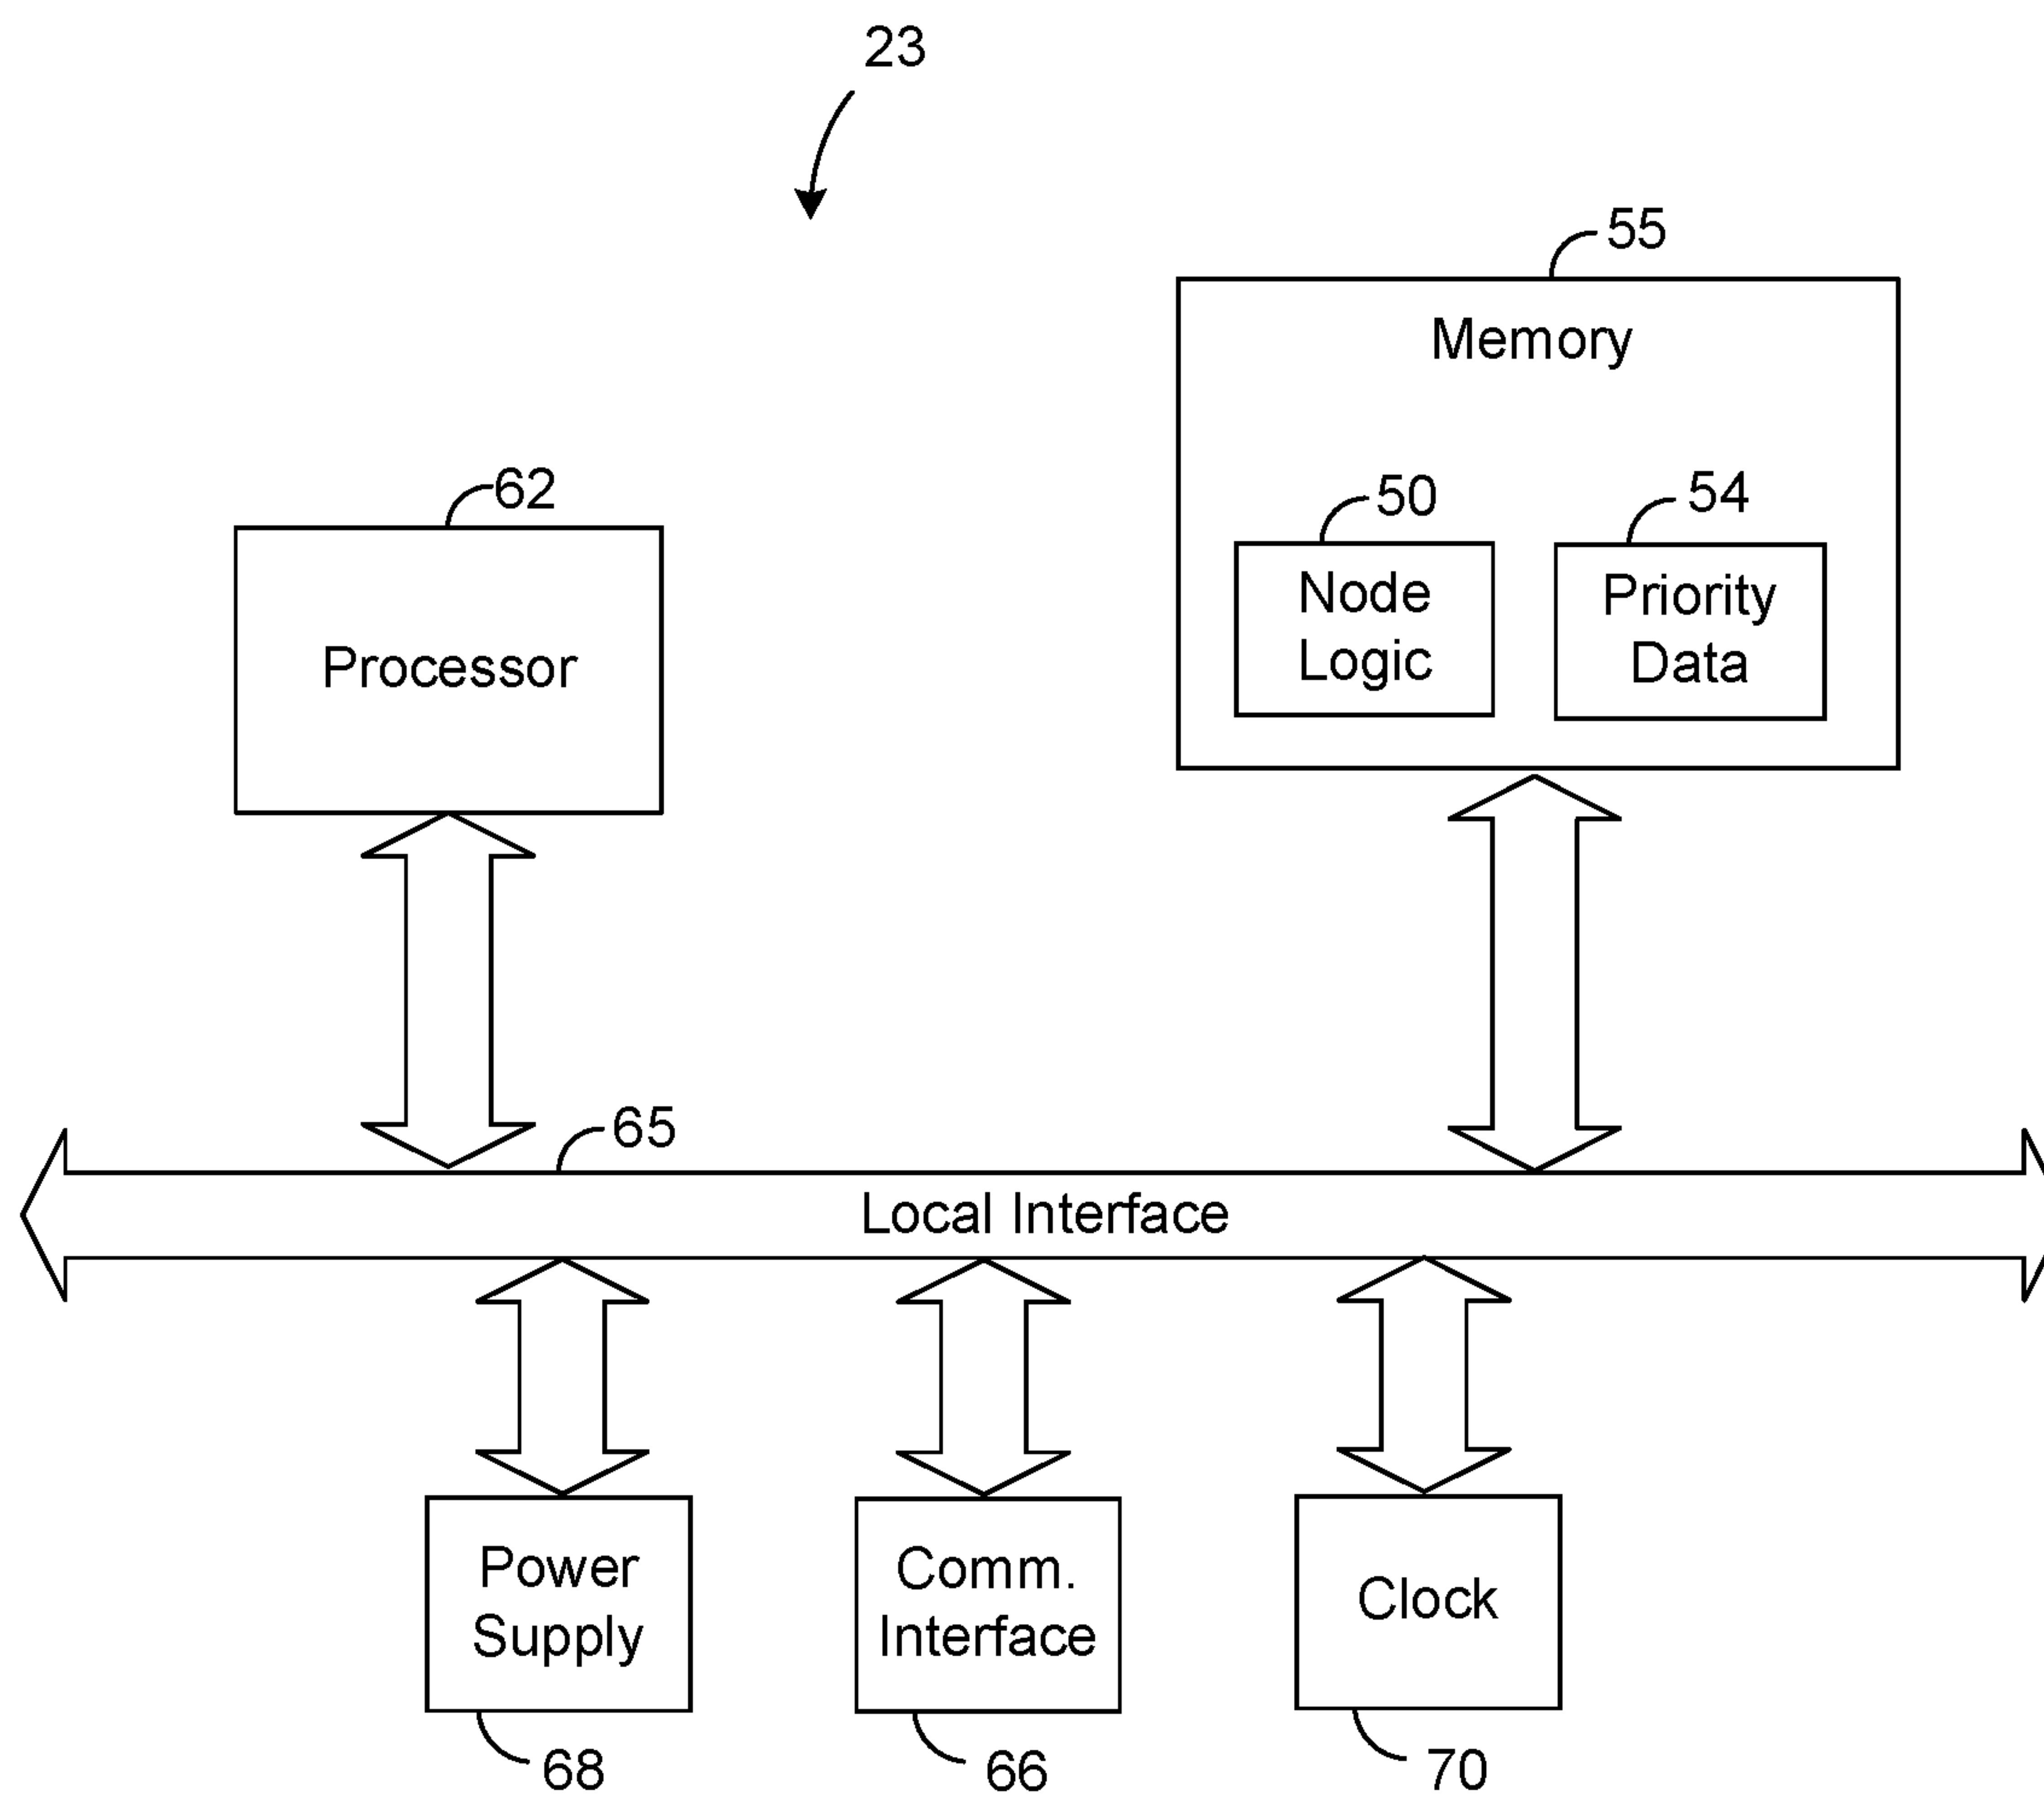 23
55
Memory
62
50
54
Processor
Node
Logic
Priority
Data
65
Local Interface
Power
Supply
Comm.
Interface
Clock
68
66
70